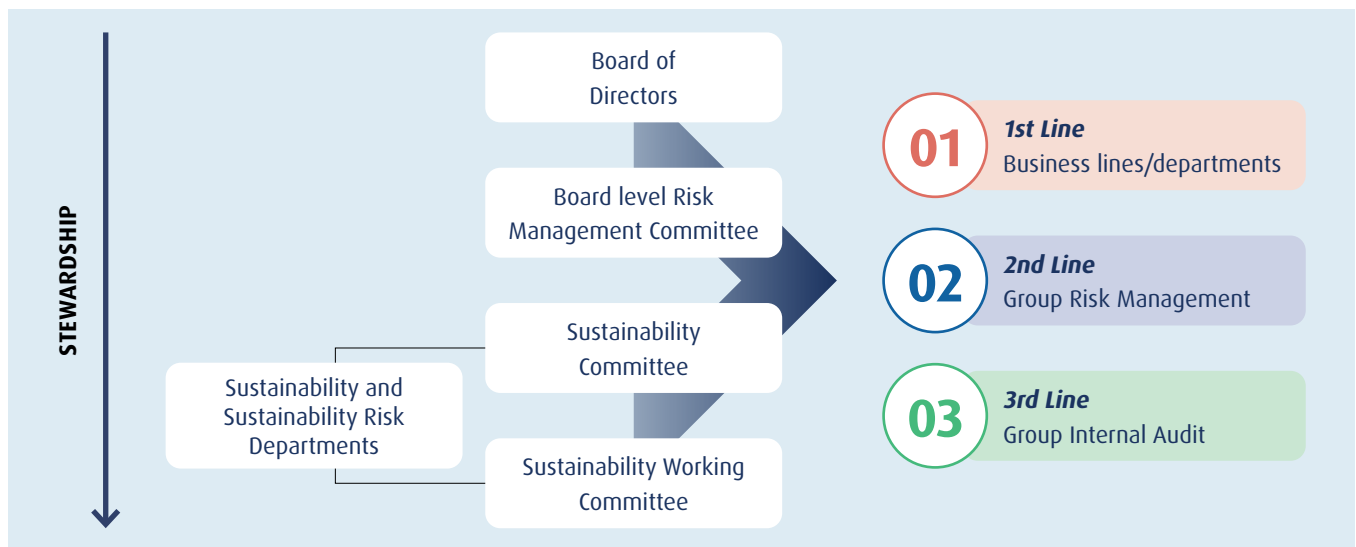 STEWARDSHIP
Board of
Directors
Board level Risk
Management Committee
Sustainability
Committee
Sustainability and
Sustainability Risk
Departments
Sustainability Working
Committee
01
1st Line
Business lines/departments
02
2nd Line
Group Risk Management
03
3rd Line
Group Internal Audit